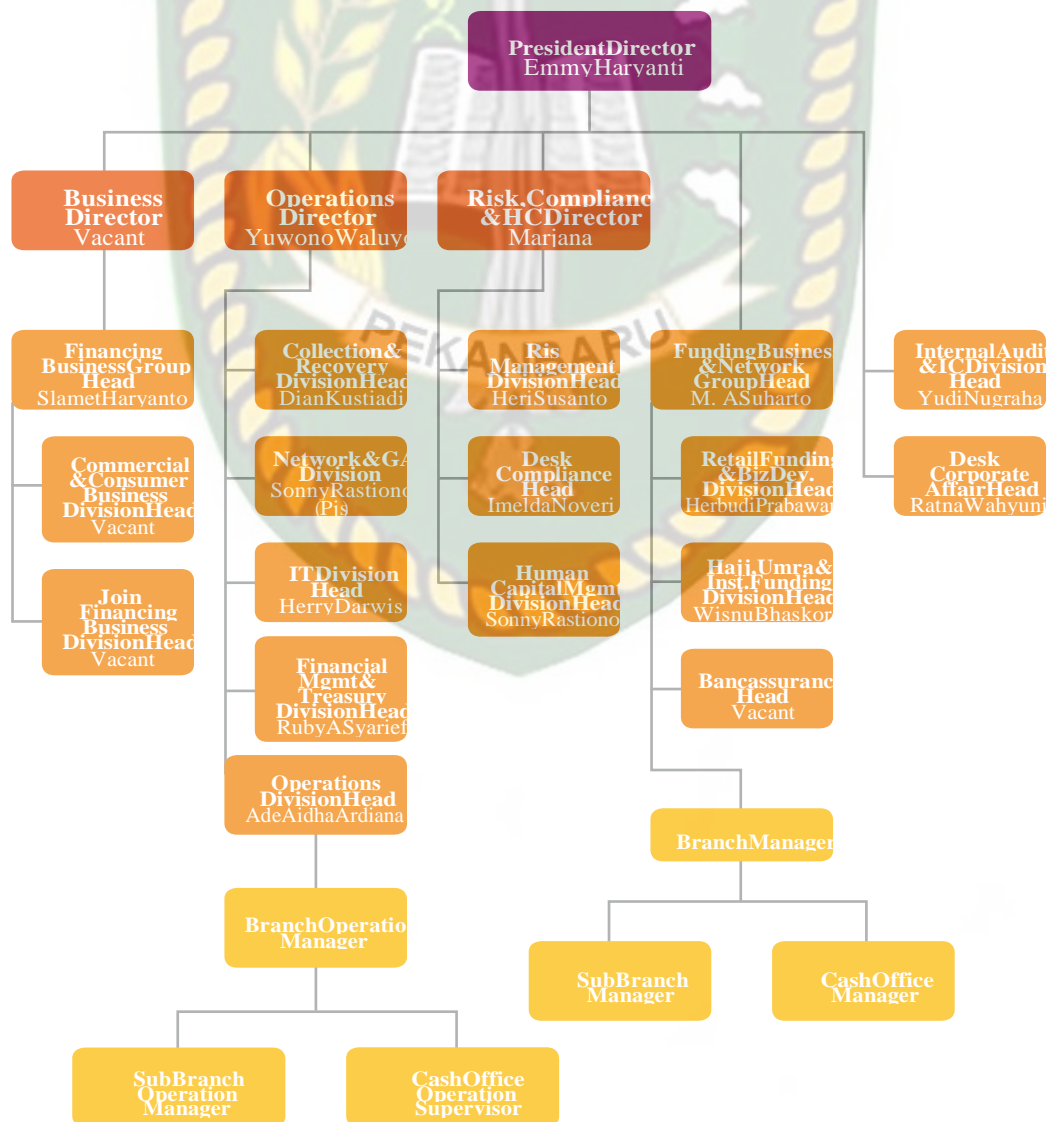 PresidentDirector
EmmyHaryanti
Business
Director
Vacant
Operations
Director
YuwonoWaluyo
Risk,Complianc
&HCDirector
Marjana
Financing
BusinessGroup
Head
SlametHaryanto
Collection&
Recovery
DivisionHead
DianKustiadi
Ris
Management
DivisionHead
HeriSusanto
FundingBusines
&Network
GroupHead
M. ASuharto
InternalAudit
&ICDivision
Head
YudiNugraha
PEKANBARU
Commercial
&Consumer
Business
DivisionHead
Vacant
Network&GA
Division
SonnyRastiono
(Pjs)
Desk
Compliance
Head
ImeldaNoveri
RetailFunding
&BizDev.
DivisionHead
HerbudiPrabawa
Desk
Corporate
AffairHead
RatnaWahyuni
Join
Financing
Business
DivisionHead
Vacant
ITDivision
Head
HerryDarwis
Human
CapitalMgmt
DivisionHead
SonnyRastiono
Haji,Umra&
Inst.Funding
DivisionHead
WisnuBhaskor
Financial
Mgmt&
Treasury
DivisionHead
RubyASyarief
Bancassuranc
Head
Vacant
Operations
DivisionHead
AdeAidhaArdiana
BranchManager
BranchOperatio
Manager
SubBranch
Manager
CashOffice
Manager
SubBranch
Operation
Manager
CashOffice
Operation
Supervisor